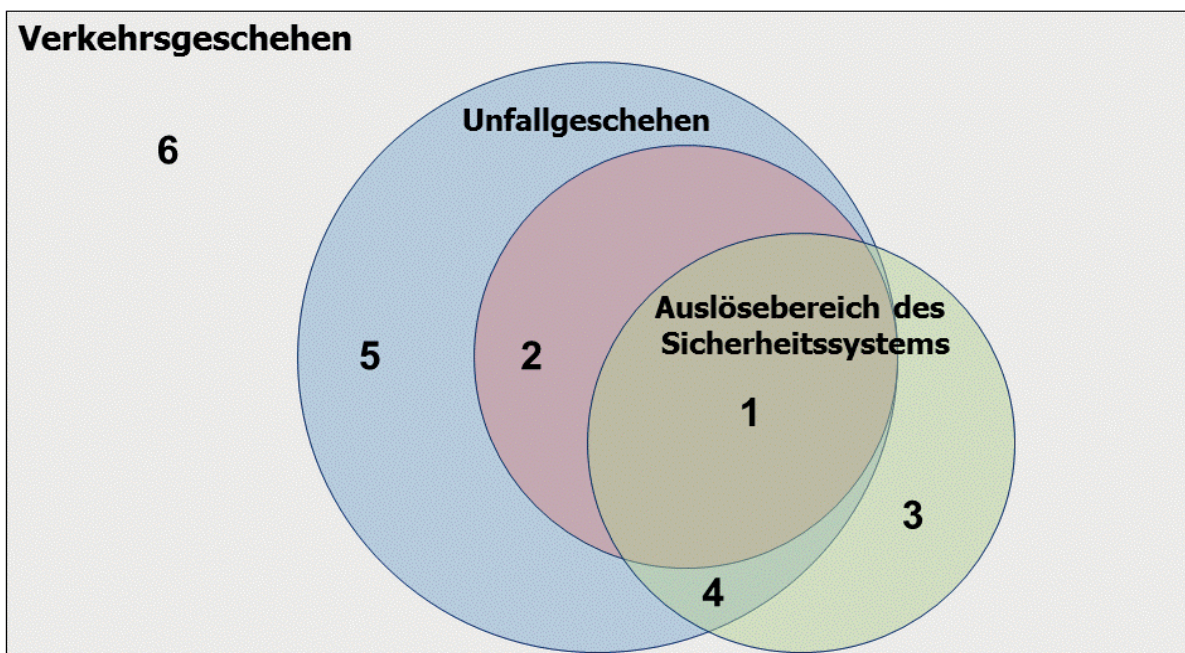 Verkehrsgeschehen
Unfallgeschehen
6
Auslösebereich des
Sicherheitssystems
5
2
1
3
4